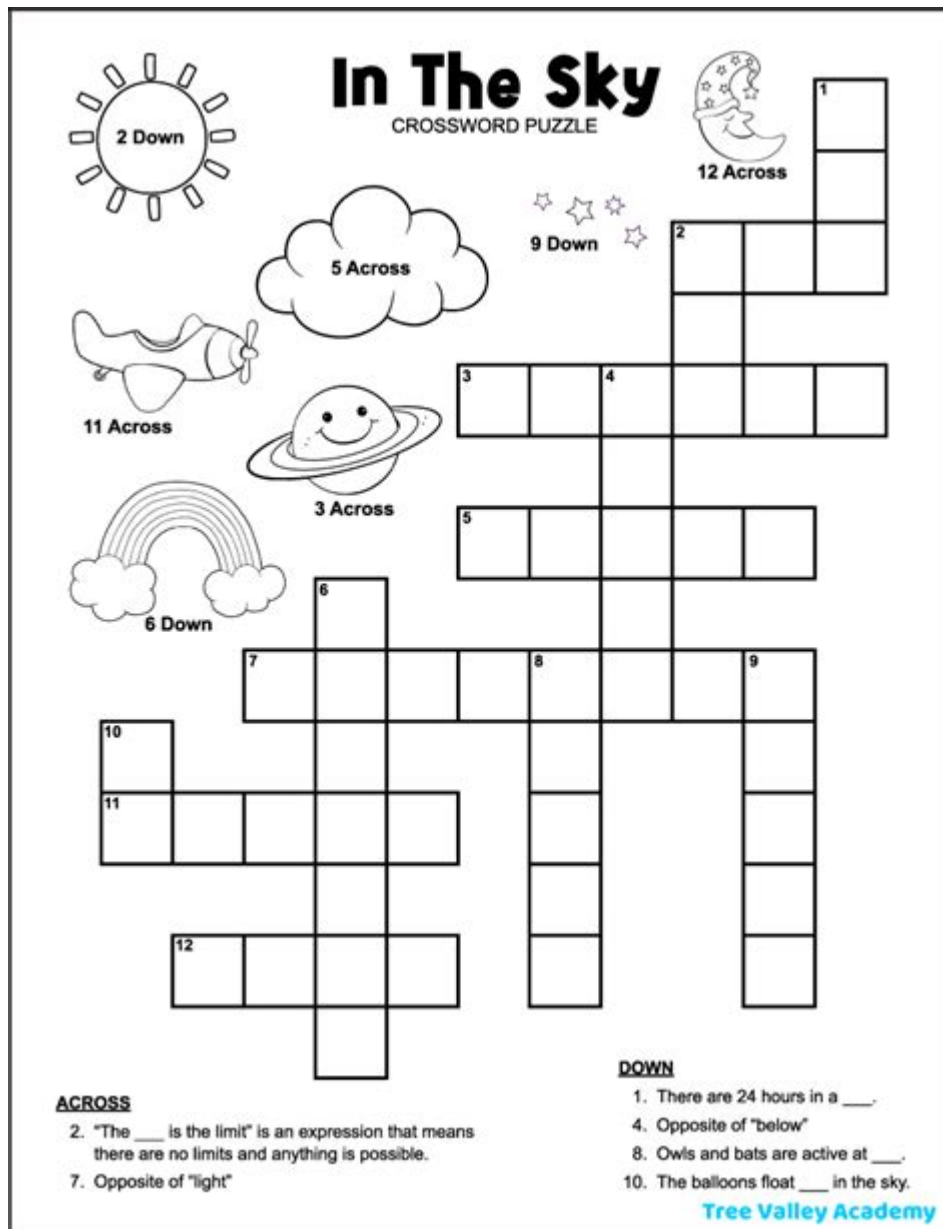 In The Sky
CROSSWORD PUZZLE
2 Down
12 Across
1
9 Down
2
5 Across
11 Across
3
4
3 Across
5
6 Down
6
7
8
9
10
11
12
ACROSS
2. "The ___ is the limit" is an expression that means
there are no limits and anything is possible.
7. Opposite of "light"
DOWN
1. There are 24 hours in a ___.
4. Opposite of "below"
8. Owls and bats are active at ___.
10. The balloons float ___ in the sky.
Tree Valley Academy